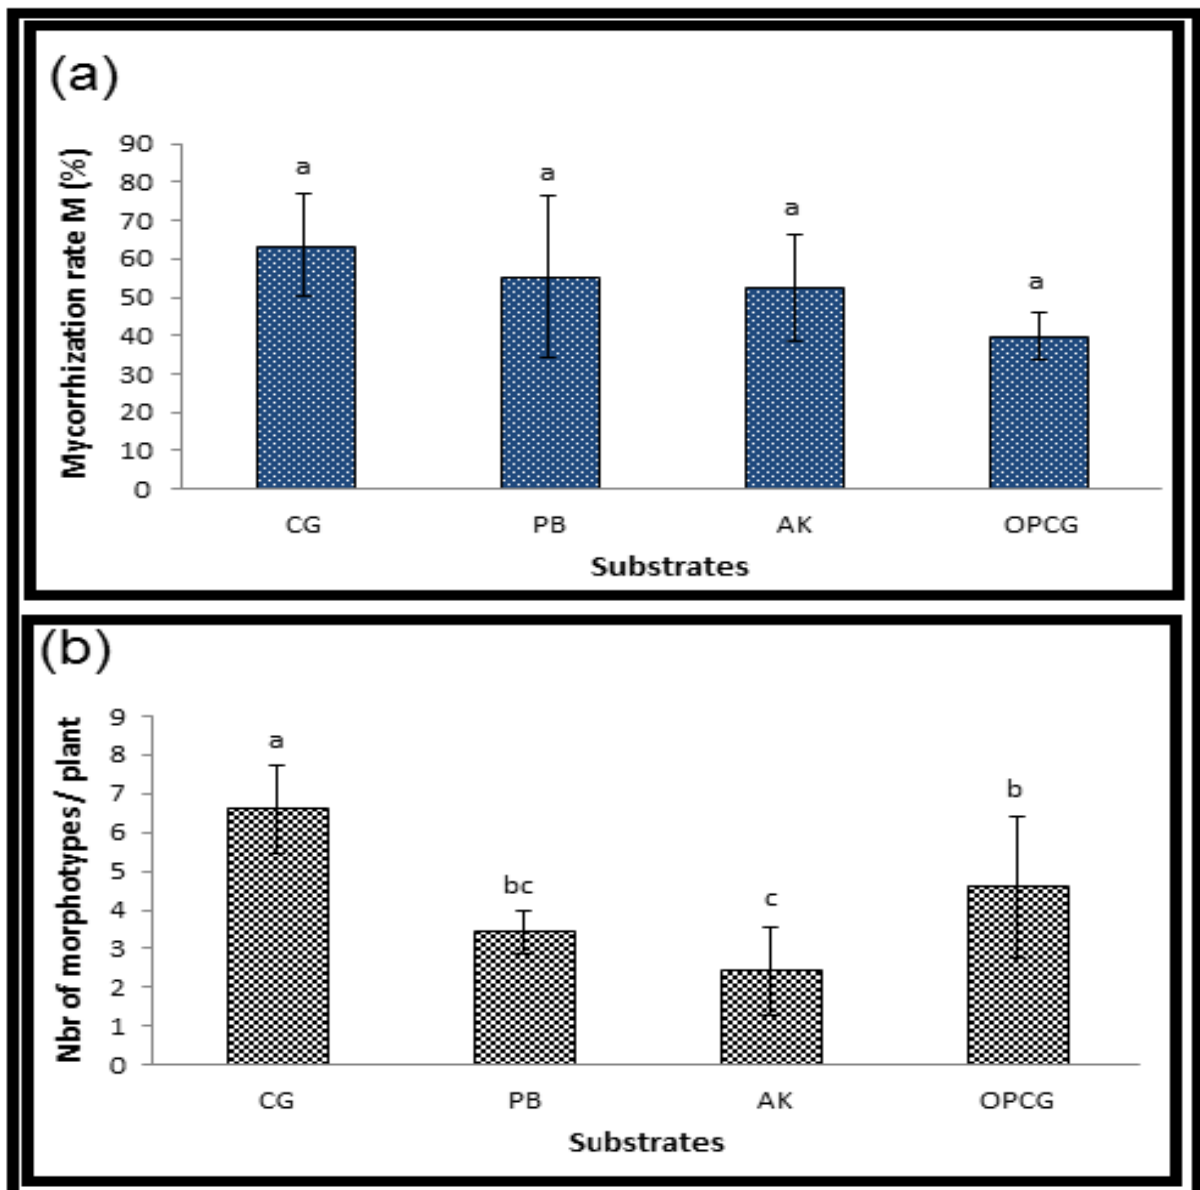 (a)
90
80
70
60
50
40
30
20
10
0
Mycorrhization rate M (%)
a
a
a
a
CG PB AK OPCG
Substrates
(b)
9
8
7
6
5
4
3
2
1
0
Nbr of morphotypes/ plant
a
bc
c
b
CG PB AK OPCG
Substrates